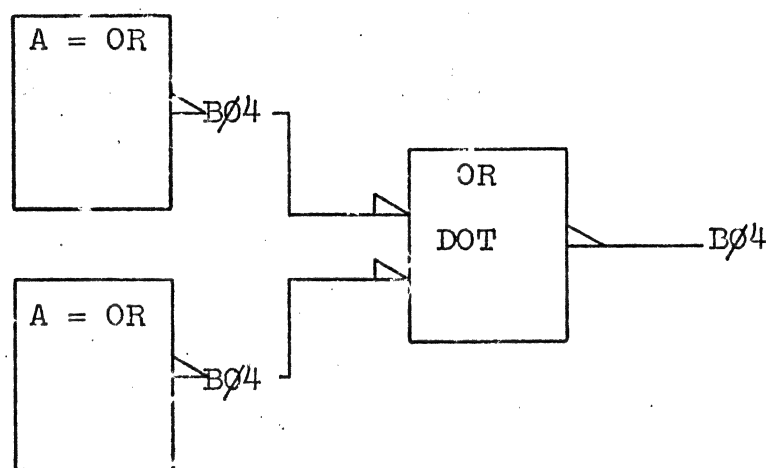 A = OR
BØ4
OR
DOT
BØ4
A = OR
BØ4